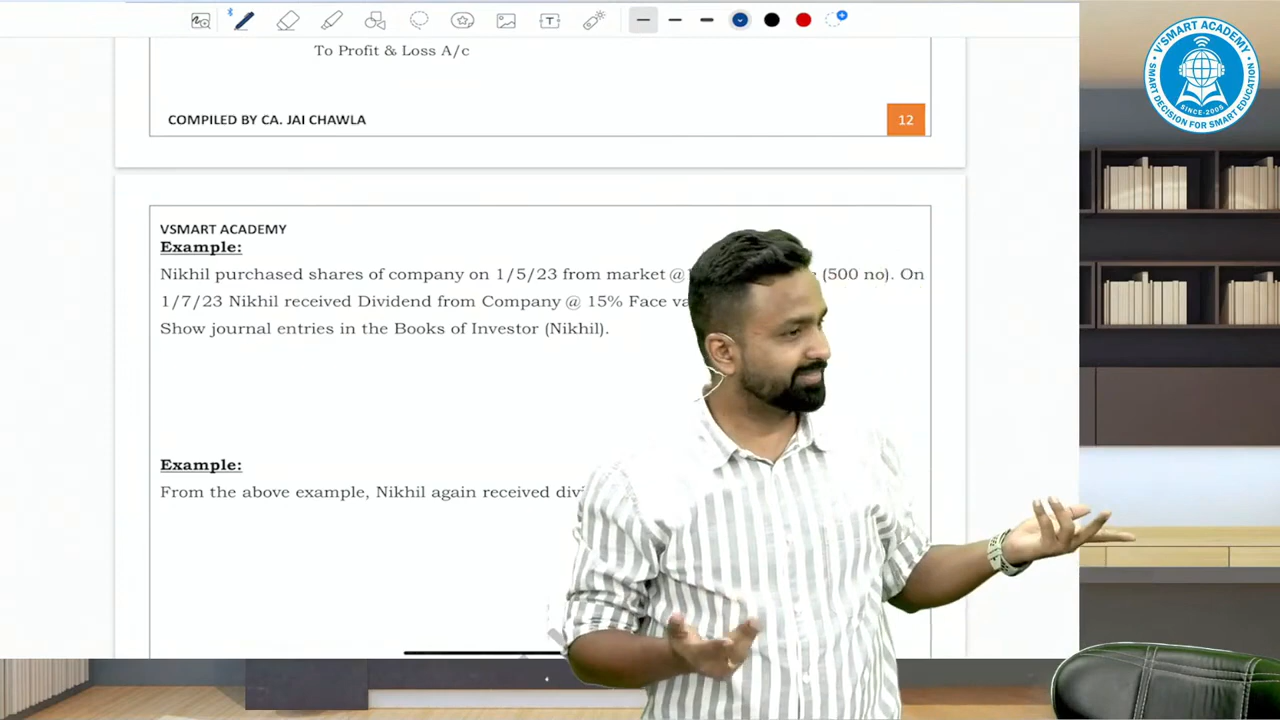 To Profit & Loss A/c
COMPILED BY CA. JAI CHAWLA
12
VSMART ACADEMY
Example:
Nikhil purchased shares of company on 1/5/23 from market @ (500 no). On
1/7/23 Nikhil received Dividend from Company @ 15% Face
Show journal entries in the Books of Investor (Nikhil).
Example:
From the above example, Nikhil again received
V'SMART ACADEMY
SINCE-2005
SMART DECISION FOR SMART EDUCATION